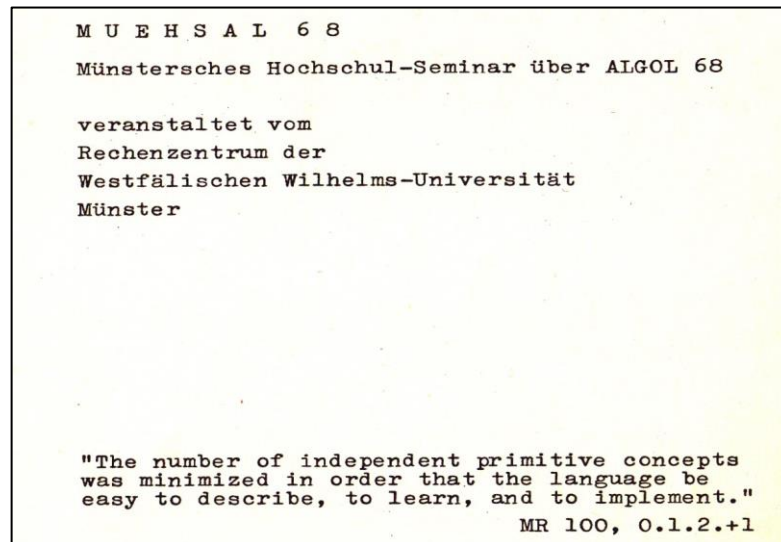 M U E H S A L  6 8
Münstersches Hochschul-Seminar über ALGOL 68
veranstaltet vom
Rechenzentrum der
Westfälischen Wilhelms-Universität
Münster
"The number of independent primitive concepts
was minimized in order that the language be
easy to describe, to learn, and to implement."
MR 100, 0.1.2.+1